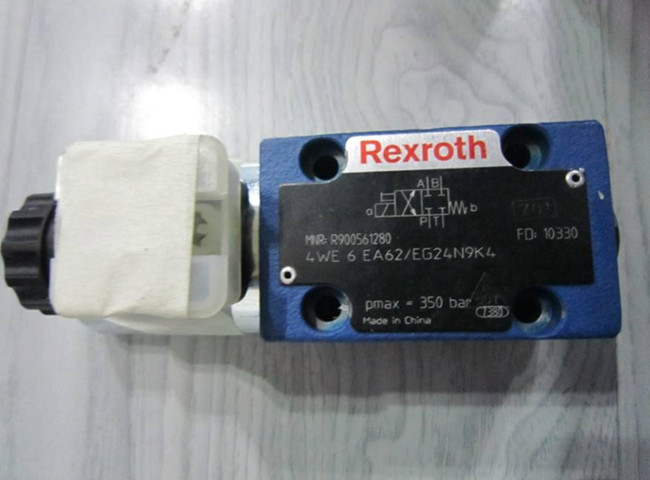 Rexroth
A B
a b
P T
MNR: R900561280 FD: 10330
4WE 6 EA62/EG24N9K4
pmax = 350 bar
Made in China